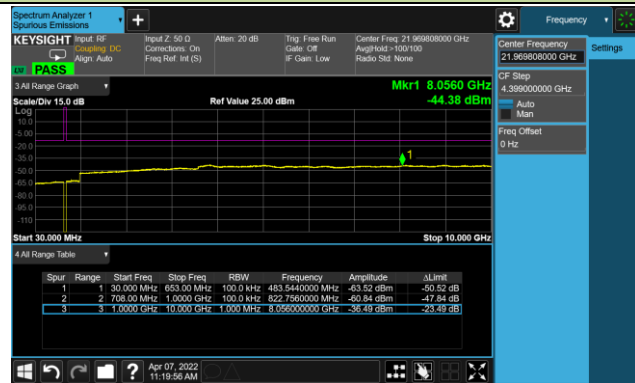 Spectrum Analyzer 1
Spurious Emissions
Frequency
KEYSIGHT
Input: RF
Coupling: DC
Align: Auto
Input Z: 50 Ω
Corrections: On
Freq Ref: Int (S)
Atten: 20 dB
Trig: Free Run
Gate: Off
IF Gain: Low
Center Freq: 21.969808000 GHz
Avg|Hold:>100/100
Radio Std: None
PASS
3 All Range Graph
Mkr1 8.0560 GHz
Scale/Div 15.0 dB
Ref Value 25.00 dBm
-44.38 dBm
Log
10.0
-5.00
-20.0
-35.0
-50.0
-65.0
-80.0
-95.0
-110
1
Start 30.000 MHz
Stop 10.000 GHz
4 All Range Table
Spur Range Start Freq Stop Freq RBW Frequency Amplitude ΔLimit
1 1 30.000 MHz 653.00 MHz 100.0 kHz 483.5440000 MHz -63.52 dBm -50.52 dB
2 2 708.00 MHz 1.0000 GHz 100.0 kHz 822.7560000 MHz -60.84 dBm -47.84 dB
3 3 1.0000 GHz 10.000 GHz 1.000 MHz 8.056000000 GHz -36.49 dBm -23.49 dB
Apr 07, 2022
11:19:56 AM
Center Frequency
21.969808000 GHz
Settings
CF Step
4.399000000 GHz
Auto
Man
Freq Offset
0 Hz